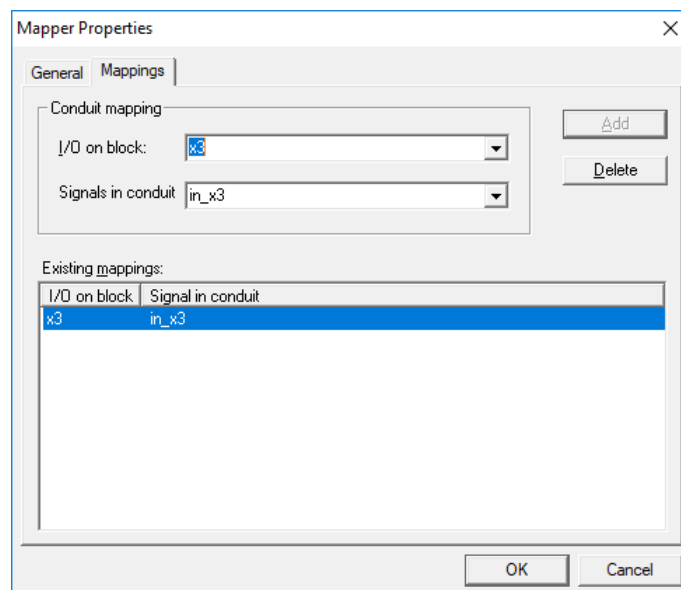 Mapper Properties
General Mappings
Conduit mapping
I/O on block: x3
Signals in conduit in_x3
Add
Delete
Existing mappings:
I/O on block Signal in conduit
x3 in_x3
OK Cancel